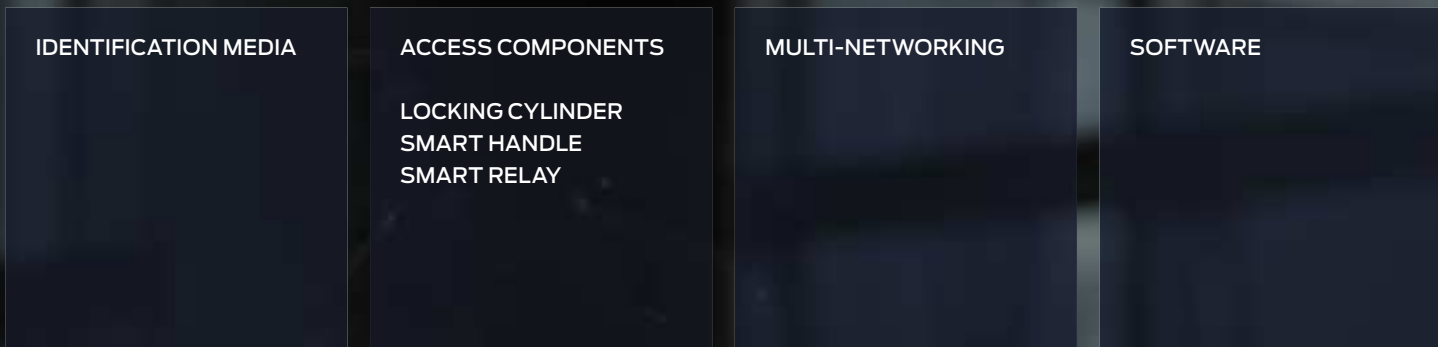 IDENTIFICATION MEDIA
ACCESS COMPONENTS
LOCKING CYLINDER
SMART HANDLE
SMART RELAY
MULTI-NETWORKING
SOFTWARE